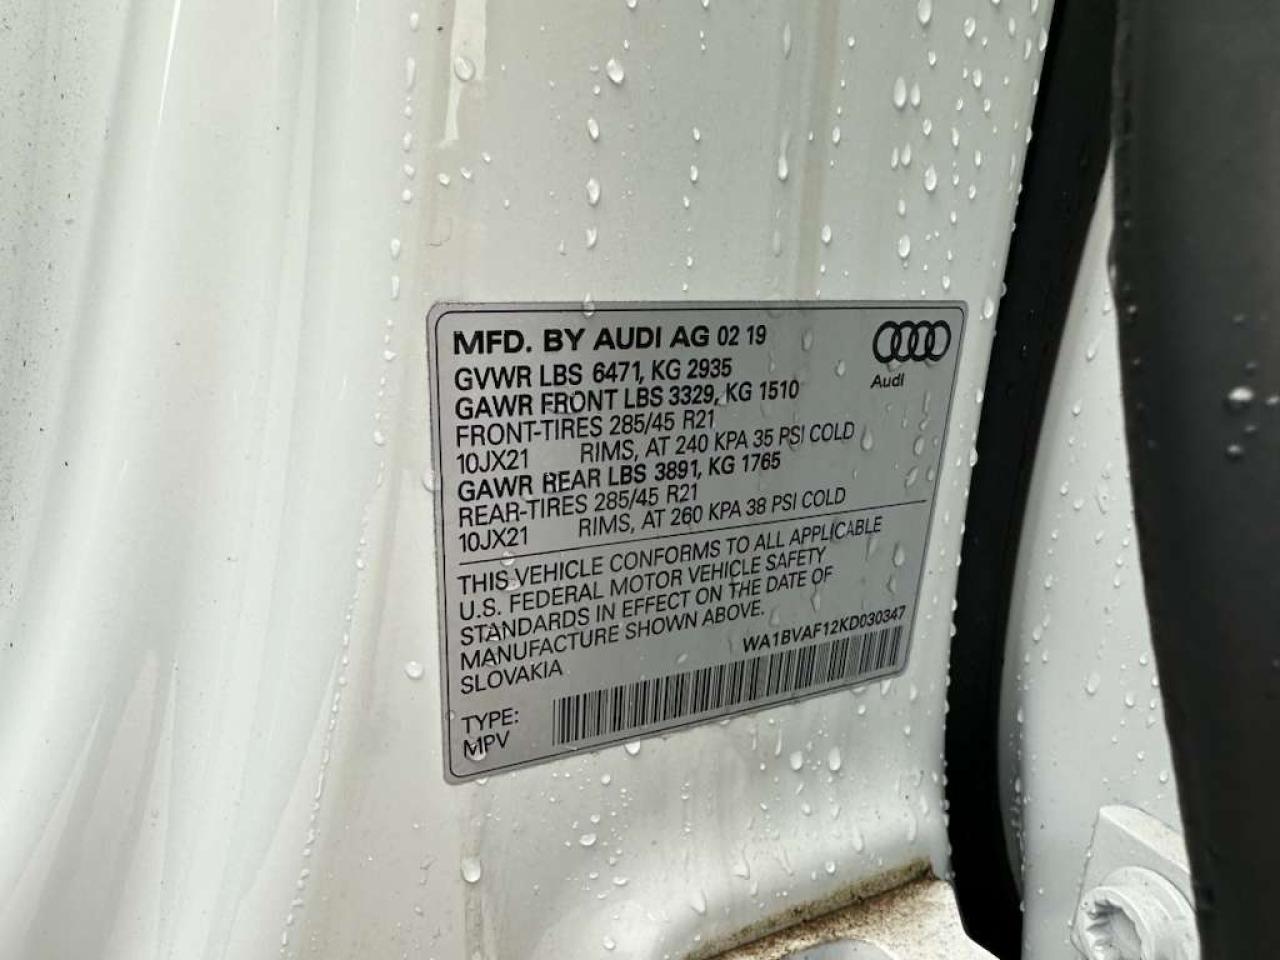 MFD. BY AUDI AG 02 19
Audi
GVWR LBS 6471, KG 2935
GAWR FRONT LBS 3329, KG 1510
FRONT-TIRES 285/45 R21
10JX21 RIMS, AT 240 KPA 35 PSI COLD
GAWR REAR LBS 3891, KG 1765
REAR-TIRES 285/45 R21
10JX21 RIMS, AT 260 KPA 38 PSI COLD
THIS VEHICLE CONFORMS TO ALL APPLICABLE
U.S. FEDERAL MOTOR VEHICLE SAFETY
STANDARDS IN EFFECT ON THE DATE OF
MANUFACTURE SHOWN ABOVE.
SLOVAKIA
WA1BVAF12KD030347
TYPE:
MPV